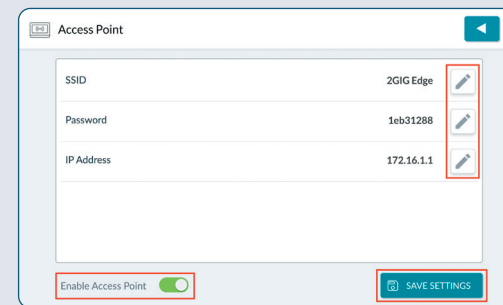 Access Point
SSID 2GIG Edge
Password 1eb31288
IP Address 172.16.1.1
Enable Access Point SAVE SETTINGS